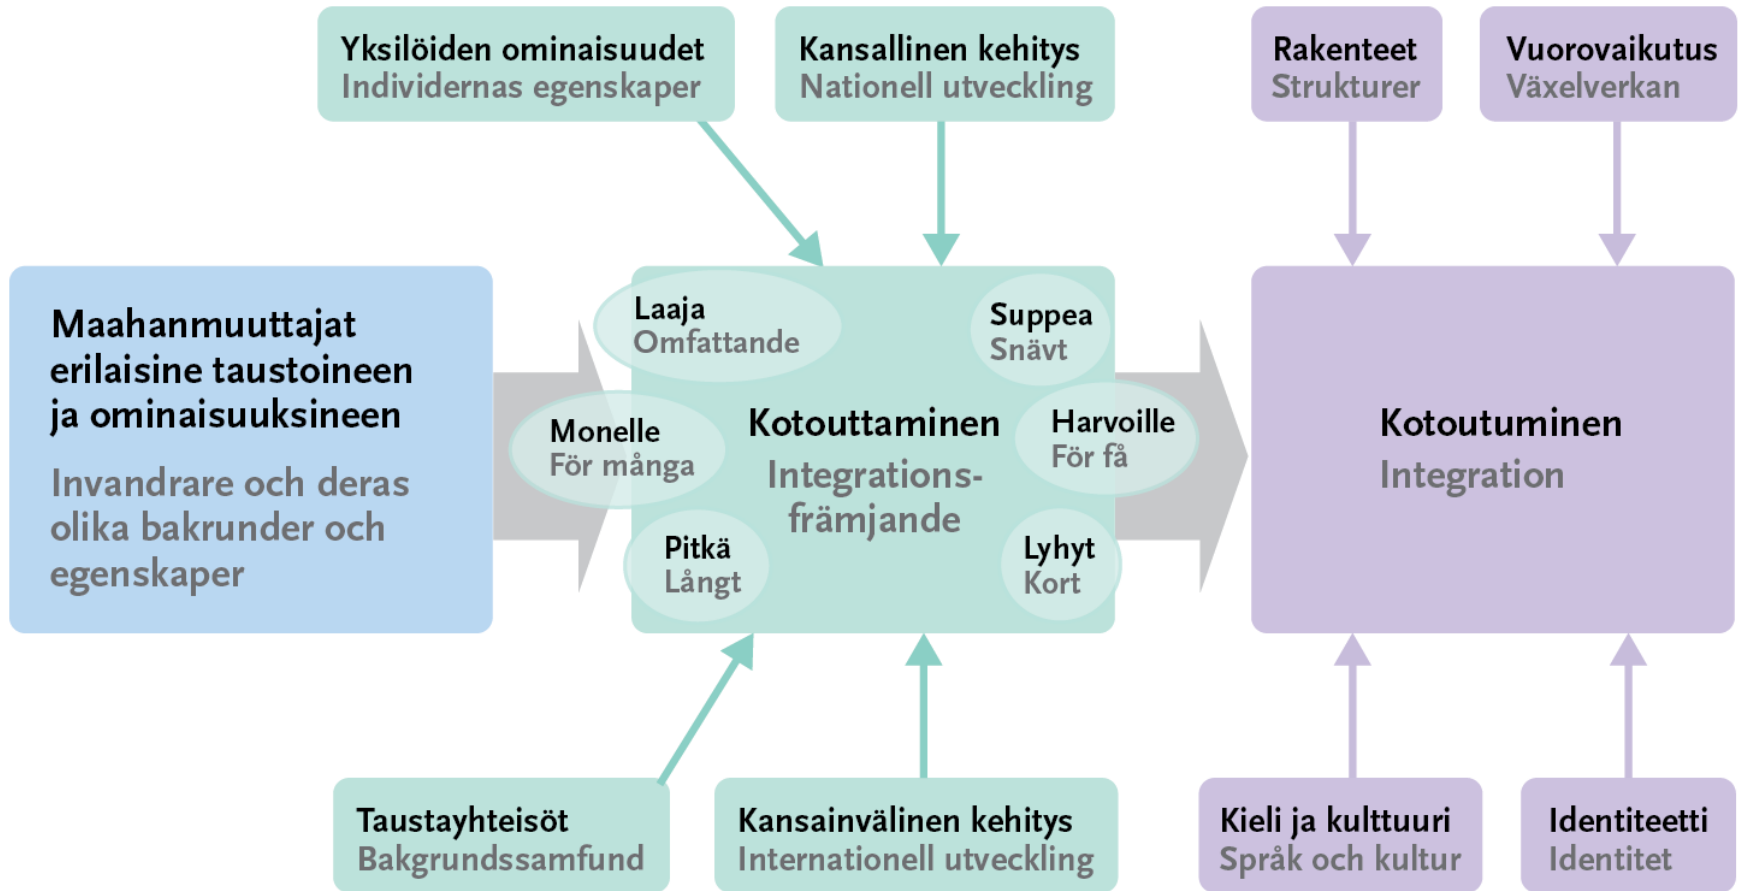 Yksilöiden ominaisuudet
Individernas egenskaper
Kansallinen kehitys
Nationell utveckling
Rakenteet
Strukturer
Vuorovaikutus
Växelverkan
Maahanmuuttajat
erilaisine taustoineen
ja ominaisuuksineen
Invandrare och deras
olika bakrunder och
egenskaper
Laaja
Omfattande
Suppea
Snävt
Monelle
För många
Kotouttaminen
Integrations-
främjande
Harvoille
För få
Pitkä
Långt
Lyhyt
Kort
Kotoutuminen
Integration
Taustayhteisöt
Bakgrundssamfund
Kansainvälinen kehitys
Internationell utveckling
Kieli ja kulttuuri
Språk och kultur
Identiteetti
Identitet